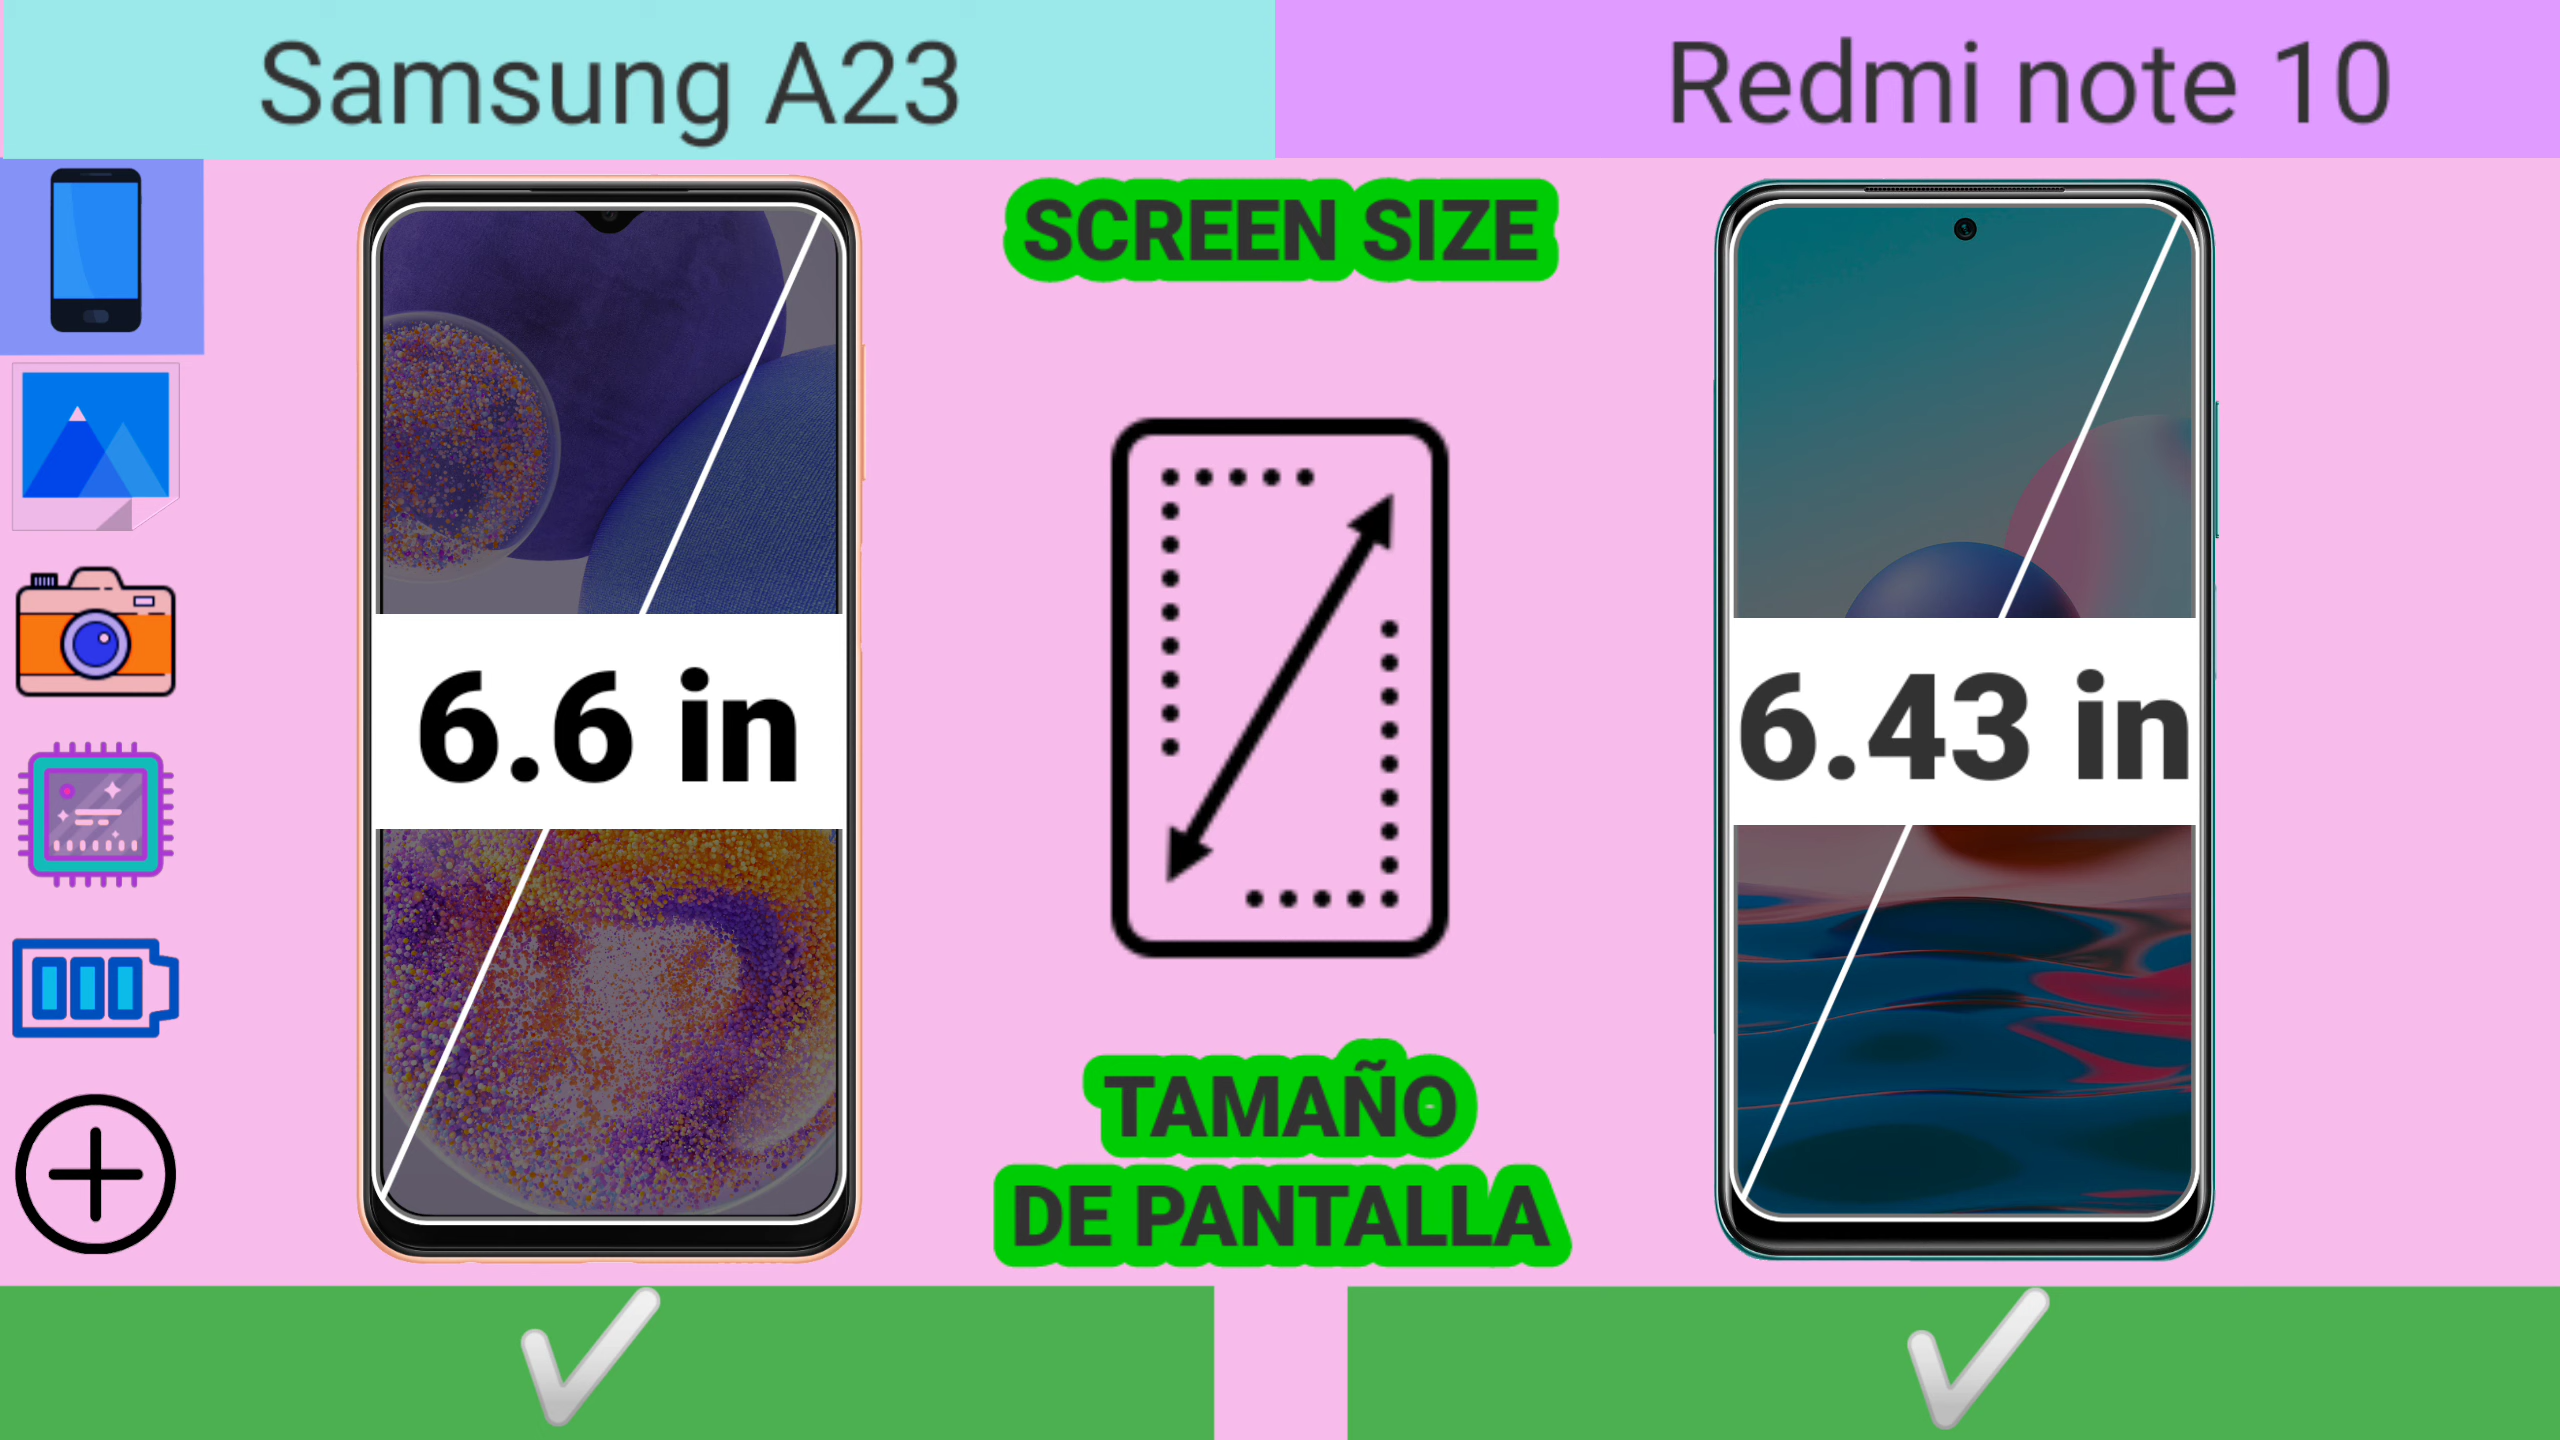 Samsung A23
Redmi note 10
SCREEN SIZE
6.6 in
6.43 in
TAMAÑO
DE PANTALLA